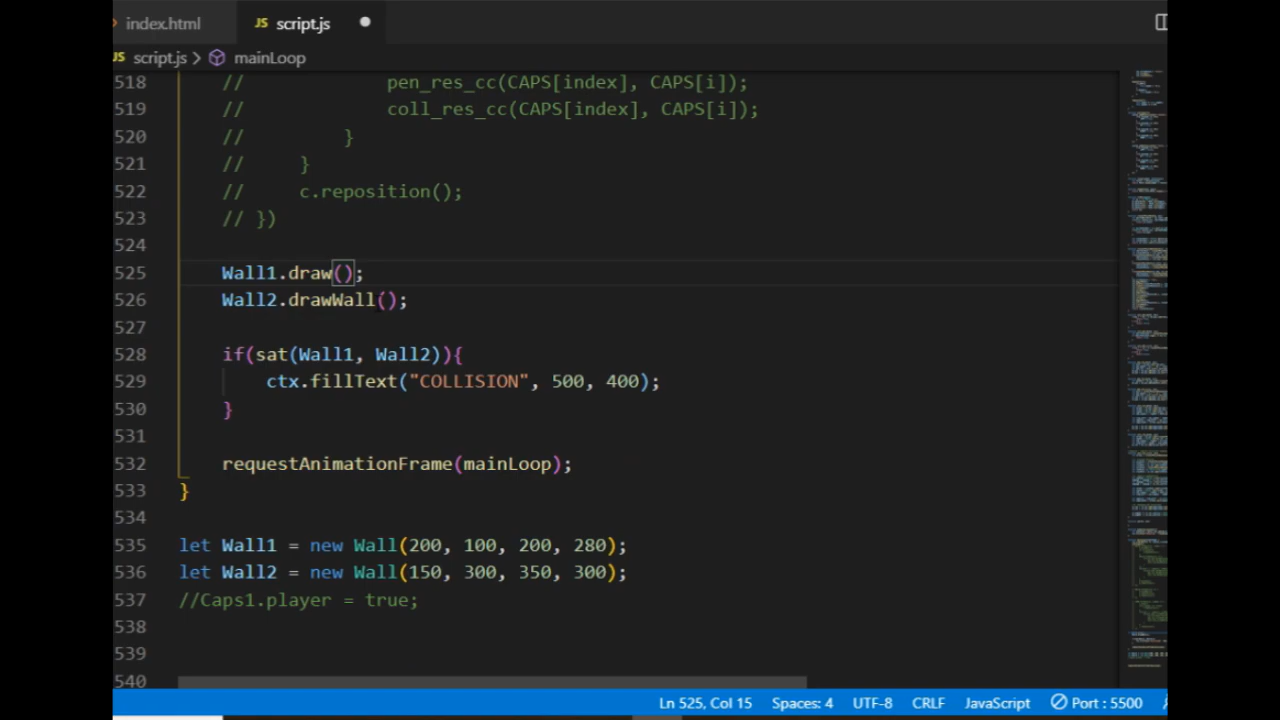 index.html JS script.js
JS script.js > mainLoop
518 // pen_res_cc(CAPS[index], CAPS[i]);
519 // coll_res_cc(CAPS[index], CAPS[i]);
520 // }
521 // }
522 // c.reposition();
523 // })
524
525 Wall1.draw();
526 Wall2.drawWall();
527
528 if(sat(Wall1, Wall2)){
529 ctx.fillText("COLLISION", 500, 400);
530 }
531
532 requestAnimationFrame(mainLoop);
533 }
534
535 let Wall1 = new Wall(200, 100, 200, 280);
536 let Wall2 = new Wall(150, 300, 350, 300);
537 //Caps1.player = true;
538
539
540
Ln 525, Col 15 Spaces: 4 UTF-8 CRLF JavaScript Port : 5500